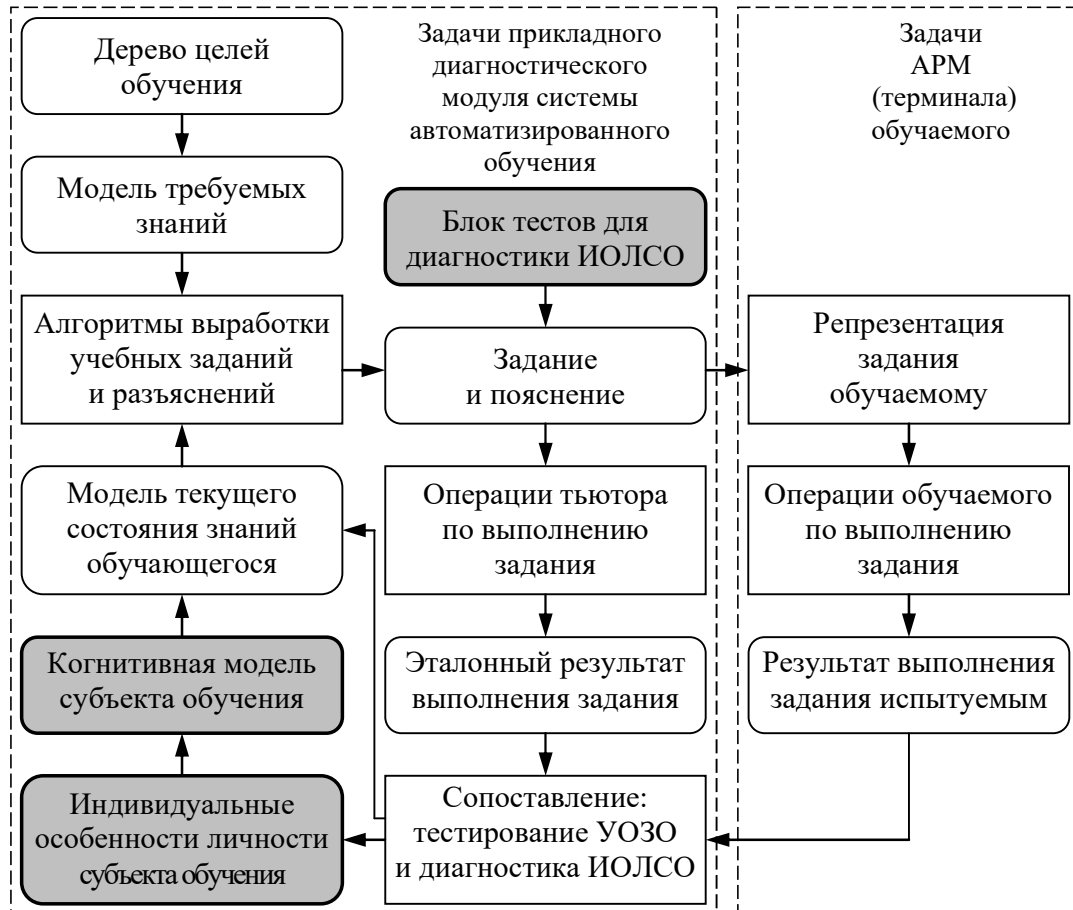 Дерево целей
обучения
Модель требуемых
знаний
Алгоритмы выработки
учебных заданий
и разъяснений
Модель текущего
состояния знаний
обучающегося
Когнитивная модель
субъекта обучения
Индивидуальные
особенности личности
субъекта обучения
Задачи прикладного
диагностического
модуля системы
автоматизированного
обучения
Блок тестов для
диагностики ИОЛСО
Задание
и пояснение
Операции тьютора
по выполнению
задания
Эталонный результат
выполнения задания
Сопоставление:
тестирование УОЗО
и диагностика ИОЛСО
Задачи
АРМ
(терминала)
обучаемого
Репрезентация
задания
обучаемому
Операции обучаемого
по выполнению
задания
Результат выполнения
задания испытуемым